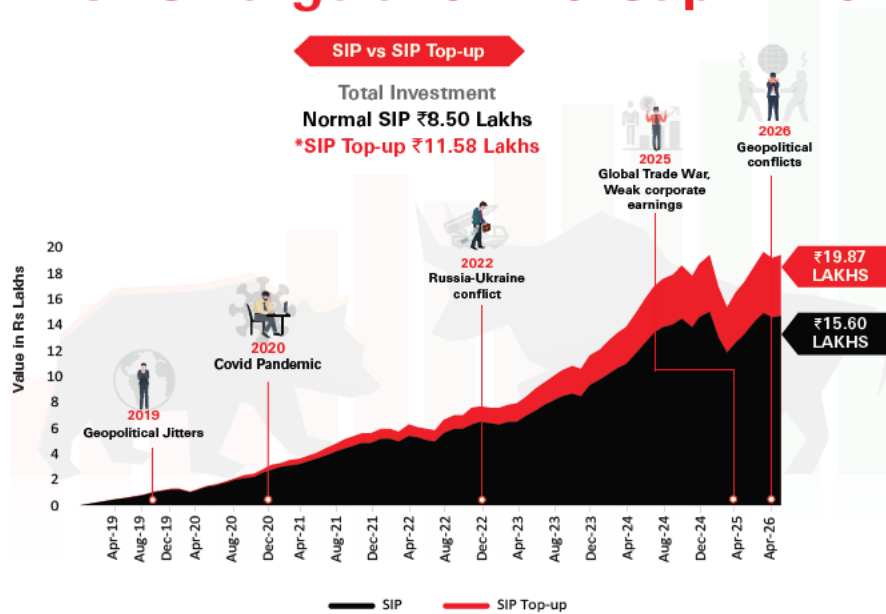 SIP vs SIP Top-up
Total Investment
Normal SIP ₹8.50 Lakhs
*SIP Top-up ₹11.58 Lakhs
2026
Geopolitical
conflicts
2025
Global Trade War,
Weak corporate
earnings
2022
Russia-Ukraine
conflict
2020
Covid Pandemic
2019
Geopolitical Jitters
₹19.87
LAKHS
₹15.60
LAKHS
Value in Rs Lakhs
20
18
16
14
12
10
8
6
4
2
0
Apr-19
Aug-19
Dec-19
Apr-20
Aug-20
Dec-20
Apr-21
Aug-21
Dec-21
Apr-22
Aug-22
Dec-22
Apr-23
Aug-23
Dec-23
Apr-24
Aug-24
Dec-24
Apr-25
Apr-26
SIP
SIP Top-up